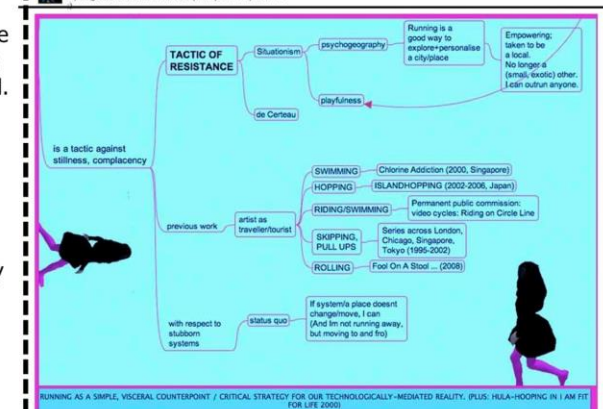 e
d.
y
TACTIC OF
RESISTANCE
Situationism
psychogeography
Running is a
good way to
explore+personalise
a city/place
Empowering;
taken to be
a local.
No longer a
(small/exotic) other.
I can outrun anyone.
playfulness
de Certeau
is a tactic against
stillness, complacency
previous work
artist as
traveller/tourist
SWIMMING
Chlorine Addiction (2000, Singapore)
HOPPING
ISLANDHOPPING (2002-2006, Japan)
RIDING/SWIMMING
Permanent public commission:
video cycles: Riding on Circle Line
SKIPPING,
PULL UPS
Series across London,
Chicago, Singapore,
Tokyo (1995-2002)
ROLLING
Fool On A Stool ... (2008)
with respect to
stubborn
systems
status quo
If system/a place doesnt
change/move, I can
(And Im not running away,
but moving to and fro)
RUNNING AS A SIMPLE, VISCERAL COUNTERPOINT / CRITICAL STRATEGY FOR OUR TECHNOLOGICALLY-MEDIATED REALITY. (PLUS: HULA-HOOPING IN I AM FIT
FOR LIFE 2000)